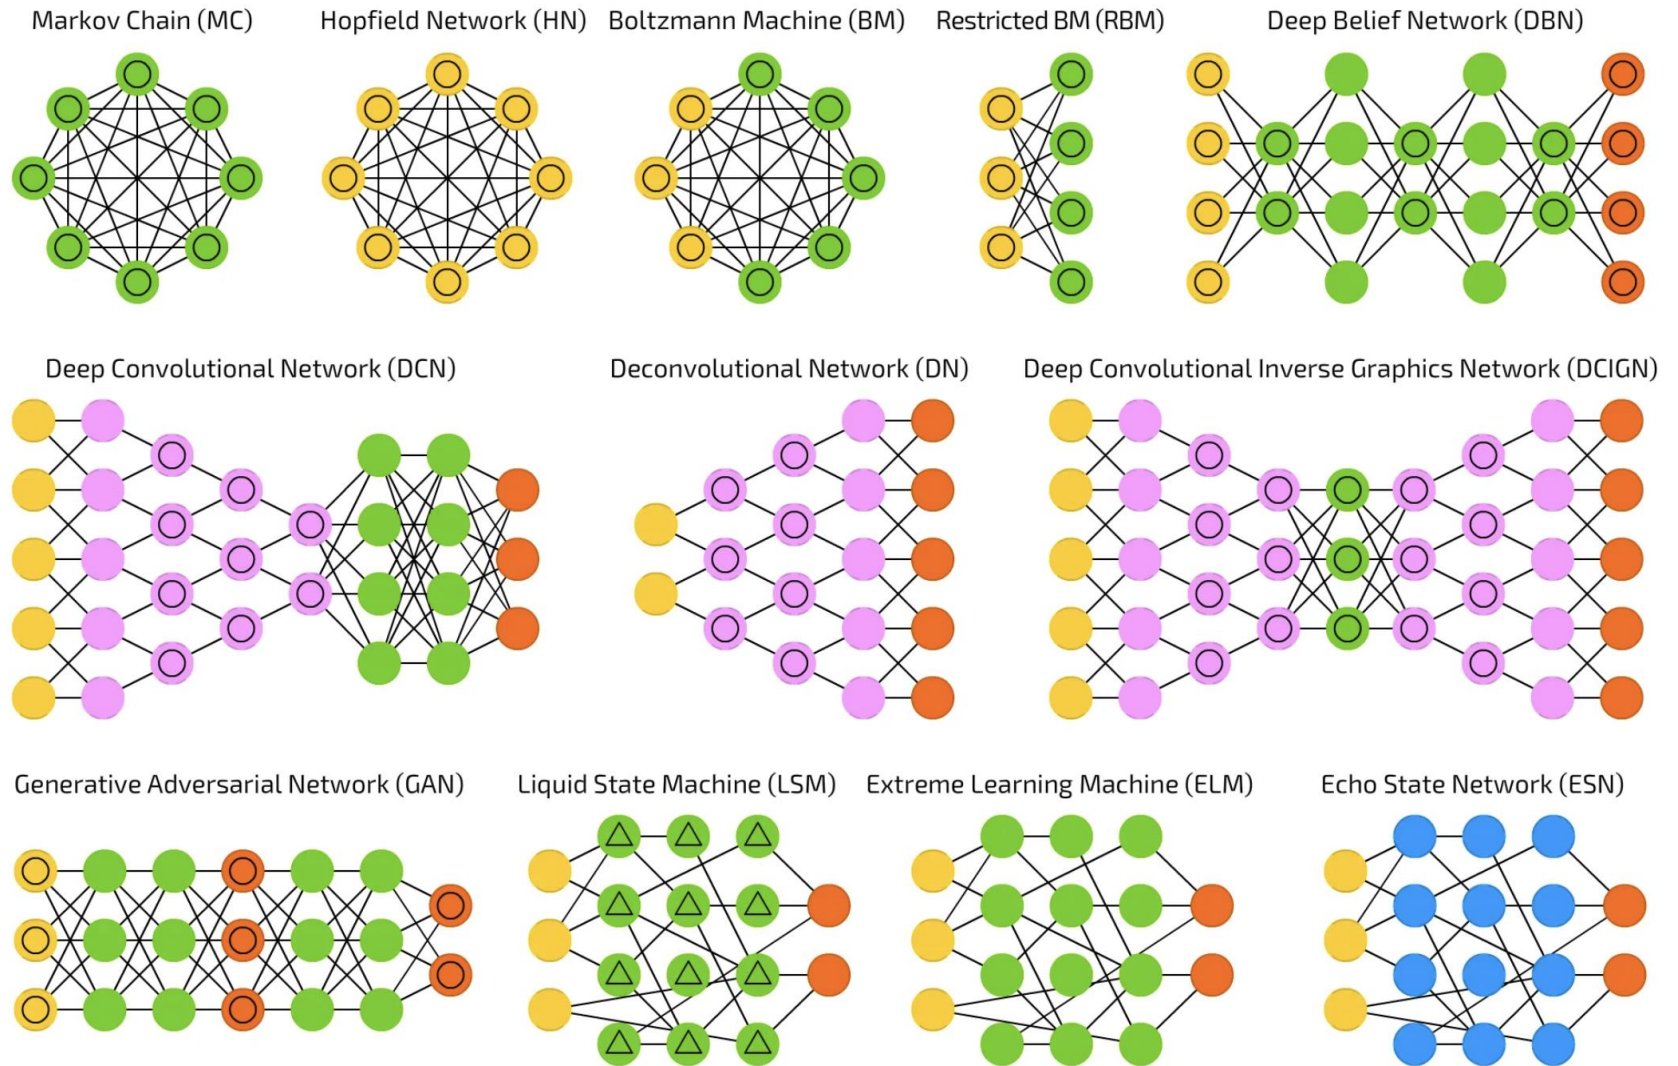 Markov Chain (MC)
Hopfield Network (HN)
Boltzmann Machine (BM)
Restricted BM (RBM)
Deep Belief Network (DBN)
Deep Convolutional Network (DCN)
Deconvolutional Network (DN)
Deep Convolutional Inverse Graphics Network (DCIGN)
Generative Adversarial Network (GAN)
Liquid State Machine (LSM)
Extreme Learning Machine (ELM)
Echo State Network (ESN)